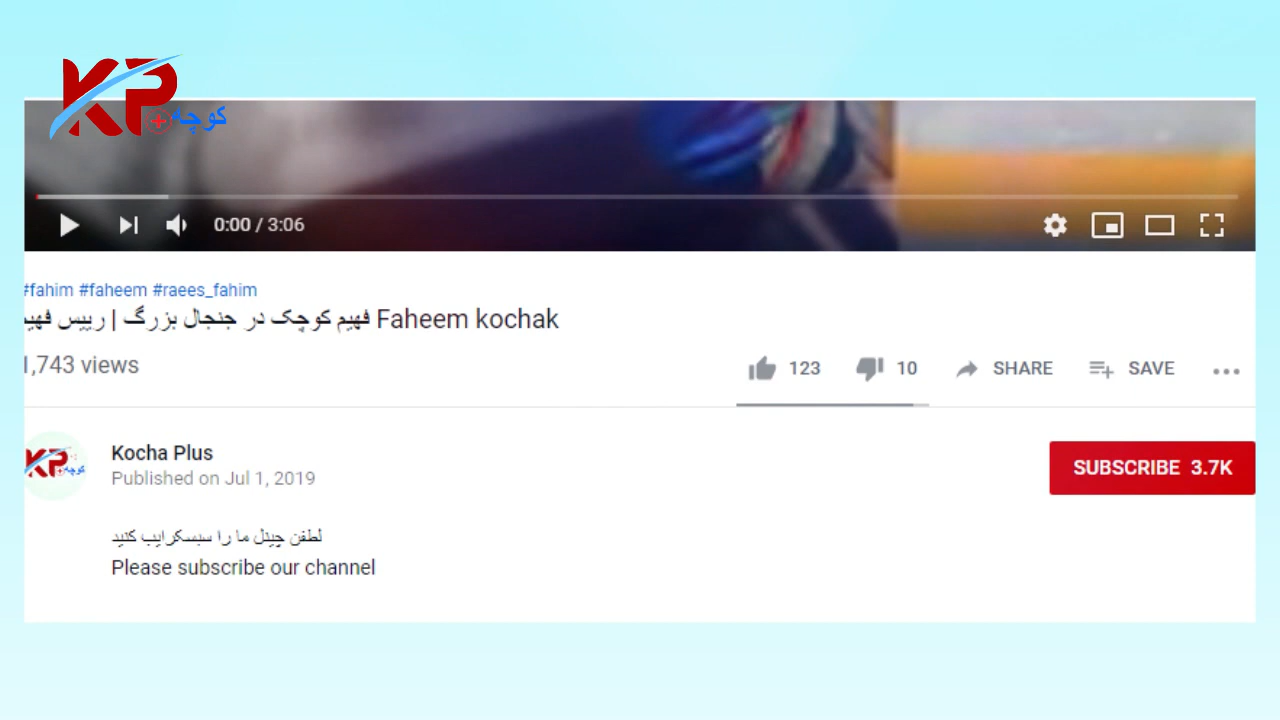 KP کوچه
0:00 / 3:06
#fahim #faheem #raees_fahim
فهیم کوچک در جنجال بزرگ | رییس فهیم Faheem kochak
1,743 views
123 10 SHARE SAVE
KP کوچه
Kocha Plus
Published on Jul 1, 2019
SUBSCRIBE 3.7K
لطفن چینل ما را سبسکرایب کنید
Please subscribe our channel